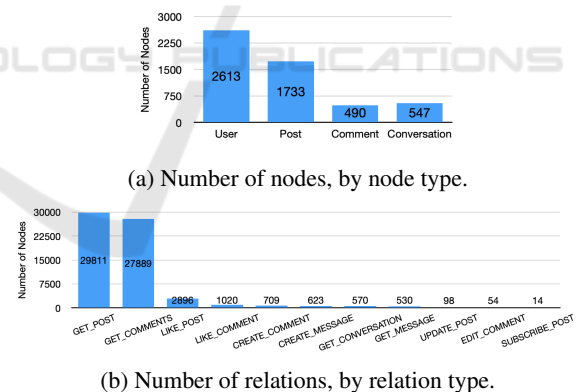 3000
2250
1500
750
0
Number of Nodes
2613
1733
490
547
User Post Comment Conversation
OLOGY PUBLICATIONS
(a) Number of nodes, by node type.
30000
22500
15000
7500
0
Number of Nodes
29811
27889
2896
1020
709
623
570
530
98
54
14
GET_POST
GET_COMMENTS
LIKE_POST
LIKE_COMMENT
CREATE_COMMENT
CREATE_MESSAGE
GET_CONVERSATION
GET_MESSAGE
UPDATE_POST
EDIT_COMMENT
SUBSCRIBE_POST
(b) Number of relations, by relation type.